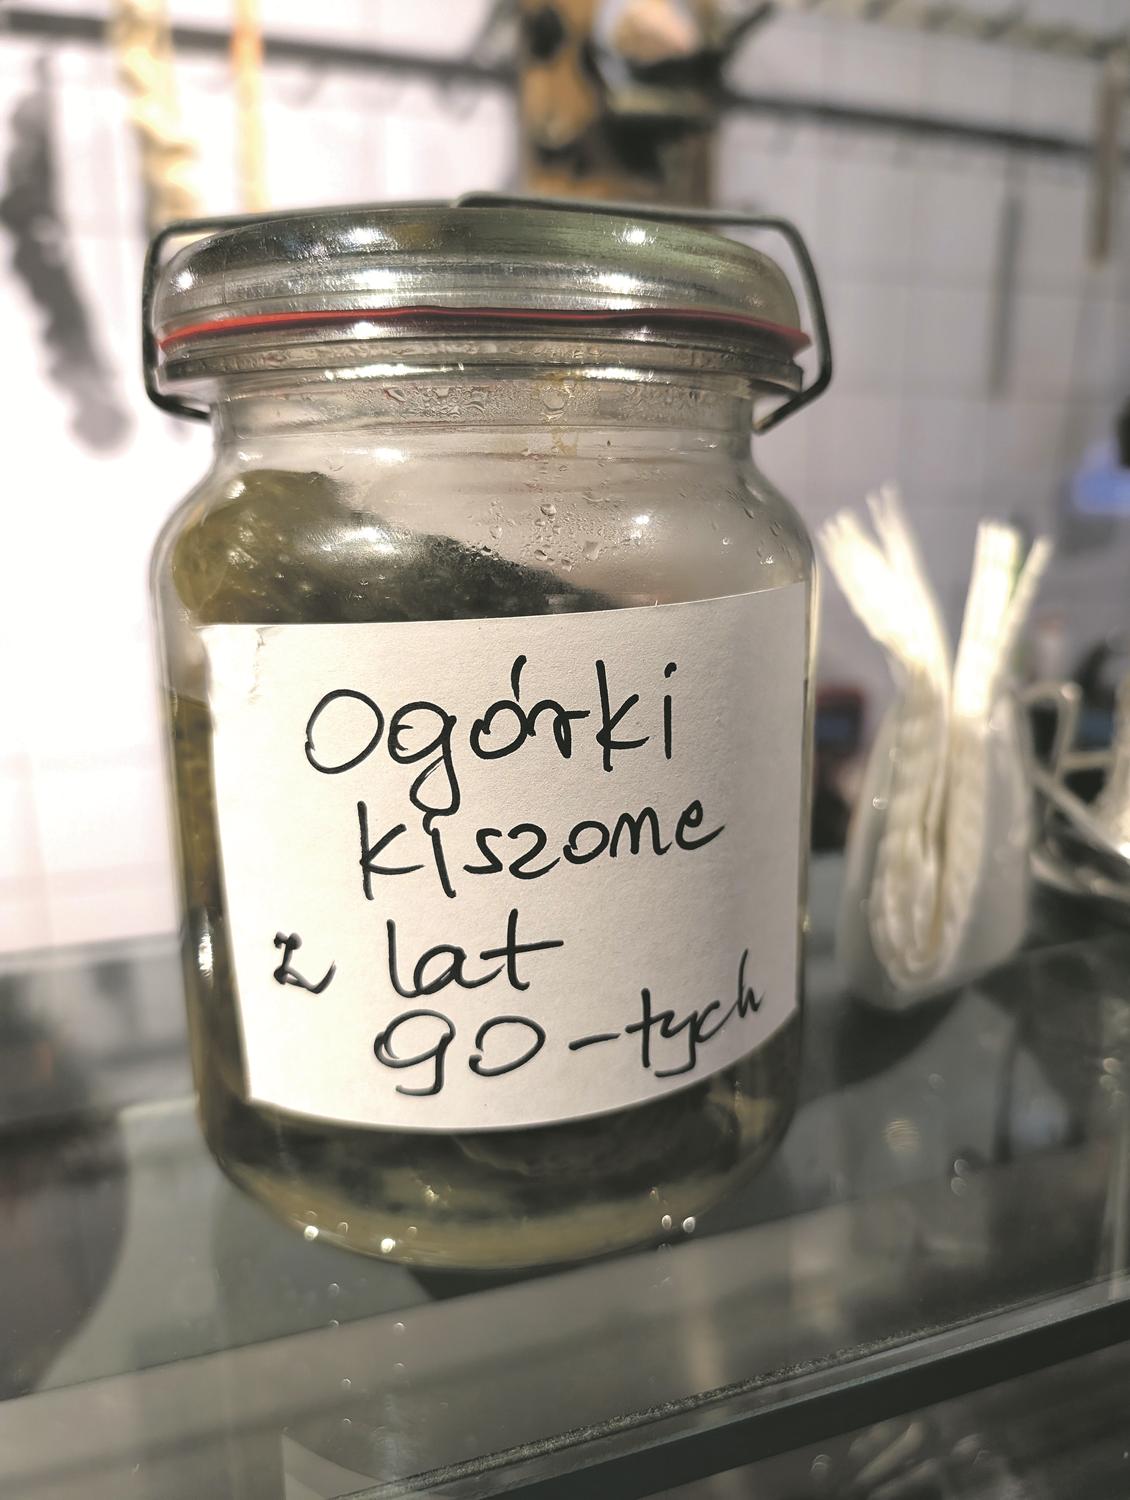 Ogórki
kiszone
z lat
90-tych